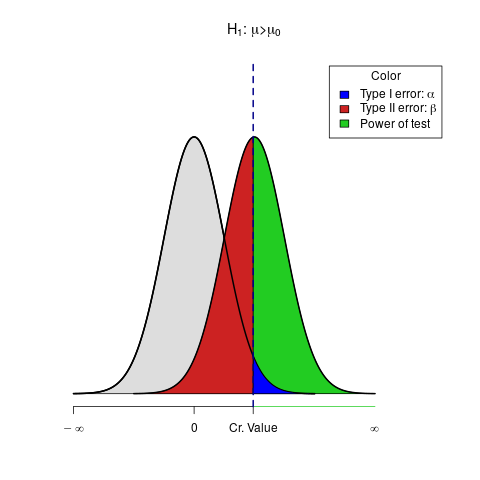 H₁: μ>μ₀
Color
Type I error: α
Type II error: β
Power of test
− ∞ 0 Cr. Value ∞